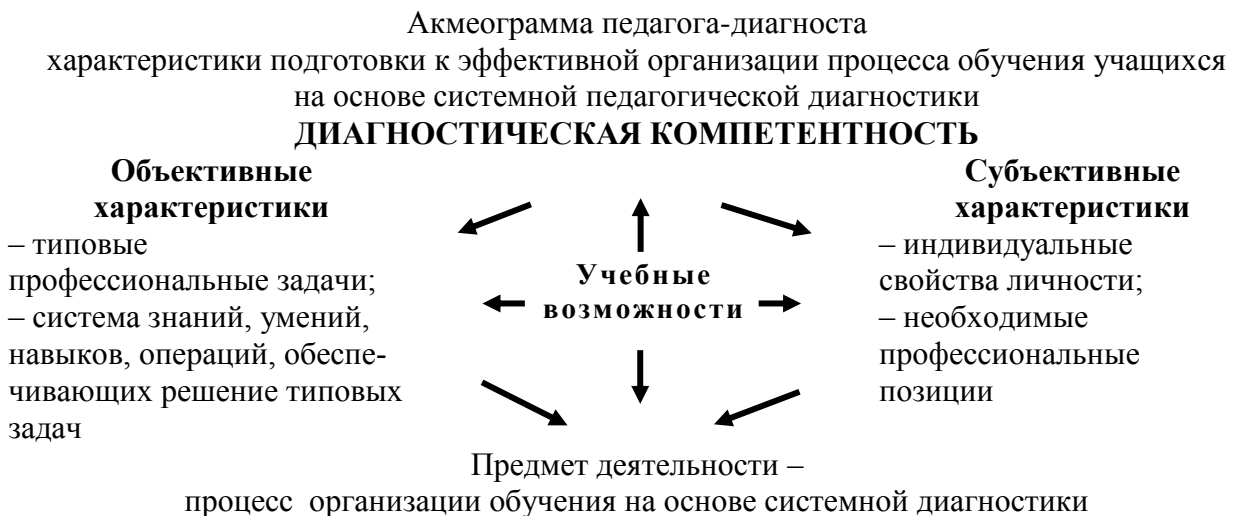 Акмеограмма педагога-диагноста
характеристики подготовки к эффективной организации процесса обучения учащихся
на основе системной педагогической диагностики
ДИАГНОСТИЧЕСКАЯ КОМПЕТЕНТНОСТЬ
Объективные
характеристики
– типовые
профессиональные задачи;
– система знаний, умений,
навыков, операций, обеспе-
чивающих решение типовых
задач
Учебные
возможности
Субъективные
характеристики
– индивидуальные
свойства личности;
– необходимые
профессиональные
позиции
Предмет деятельности –
процесс организации обучения на основе системной диагностики